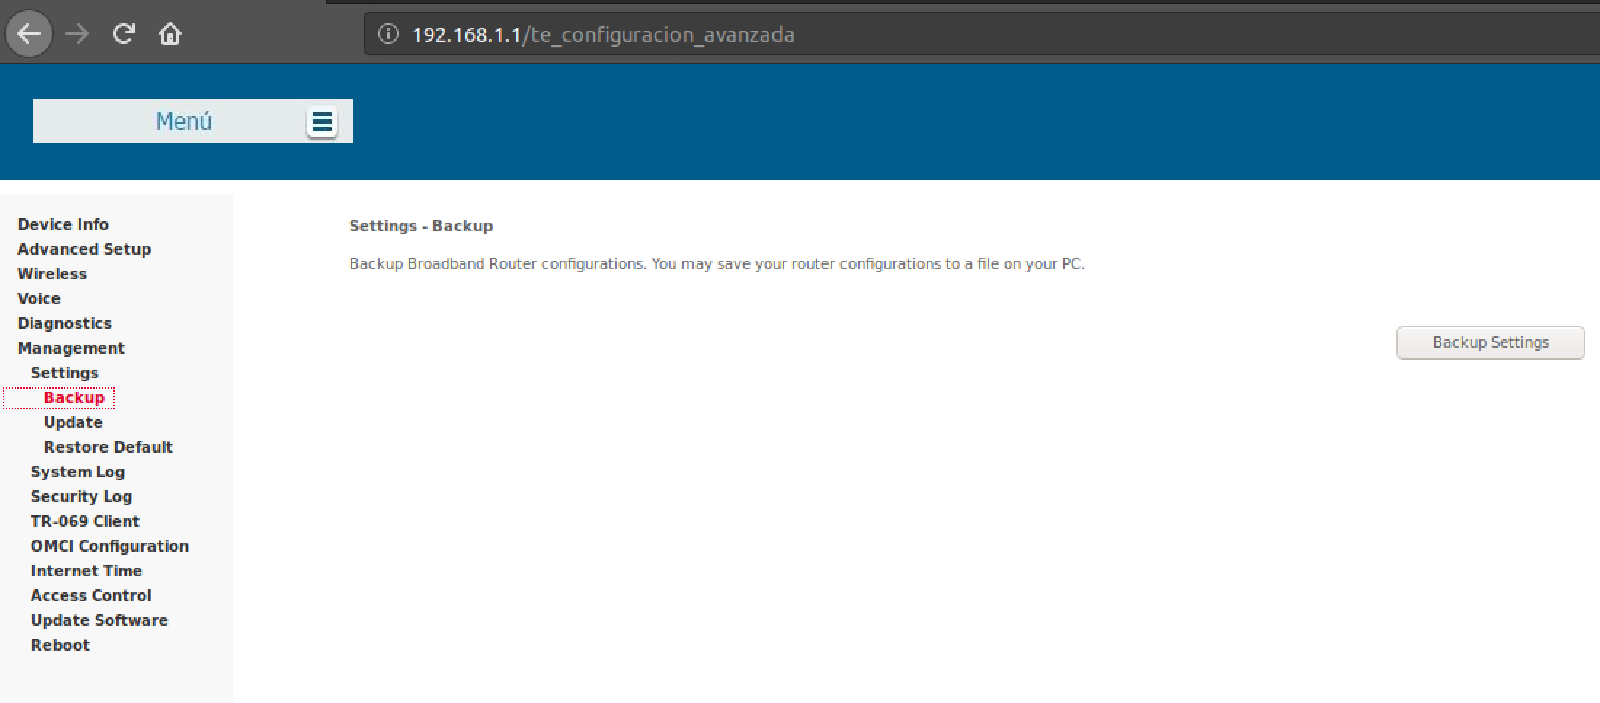 192.168.1.1/te_configuracion_avanzada
Menú
Device Info
Advanced Setup
Wireless
Voice
Diagnostics
Management
Settings
Backup
Update
Restore Default
System Log
Security Log
TR-069 Client
OMCI Configuration
Internet Time
Access Control
Update Software
Reboot
Settings - Backup
Backup Broadband Router configurations. You may save your router configurations to a file on your PC.
Backup Settings